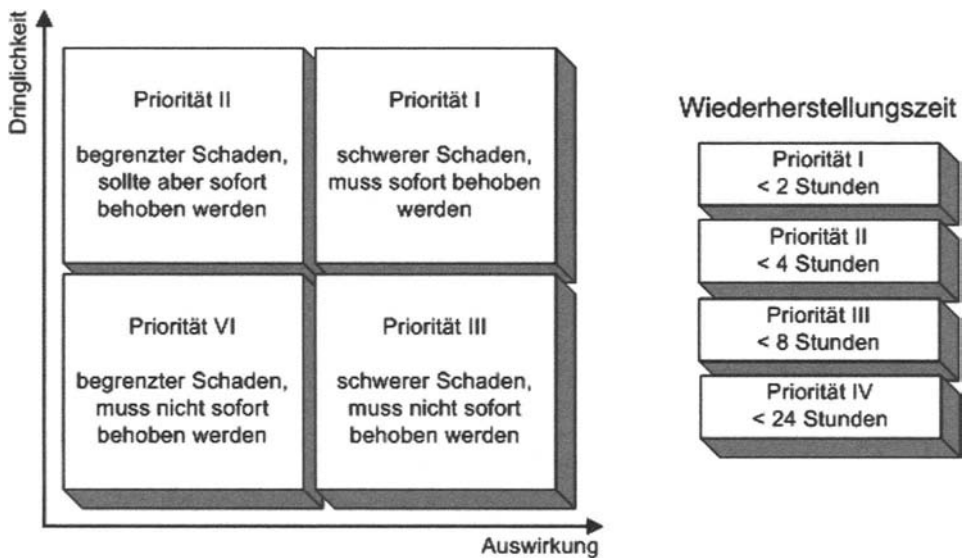 Dringlichkeit
Priorität II
begrenzter Schaden,
sollte aber sofort
behoben werden
Priorität I
schwerer Schaden,
muss sofort behoben
werden
Priorität VI
begrenzter Schaden,
muss nicht sofort
behoben werden
Priorität III
schwerer Schaden,
muss nicht sofort
behoben werden
Auswirkung
Wiederherstellungszeit
Priorität I
< 2 Stunden
Priorität II
< 4 Stunden
Priorität III
< 8 Stunden
Priorität IV
< 24 Stunden